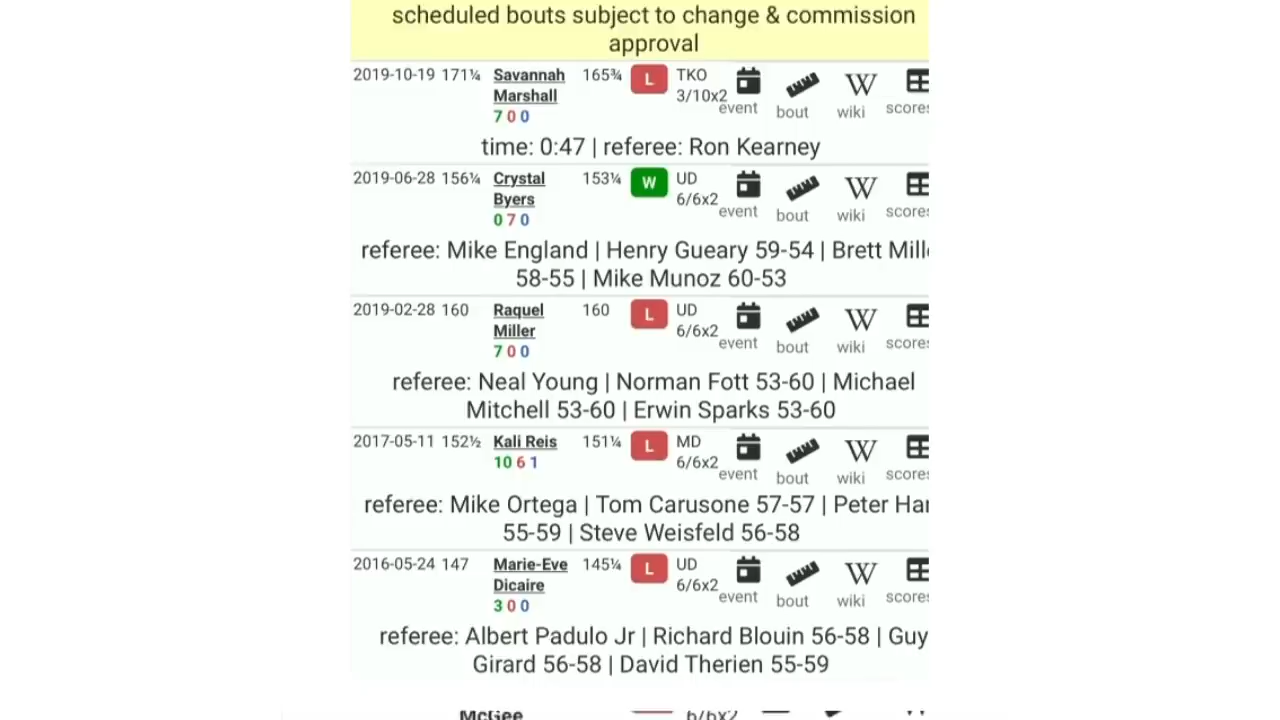 scheduled bouts subject to change & commission
approval
2019-10-19 171¼ Savannah 165¾ L TKO
Marshall 3/10x2
7 0 0 event bout wiki scores
time: 0:47 | referee: Ron Kearney
2019-06-28 156¼ Crystal 153¼ W UD
Byers 6/6x2
0 7 0 event bout wiki scores
referee: Mike England | Henry Gueary 59-54 | Brett Mille
58-55 | Mike Munoz 60-53
2019-02-28 160 Raquel 160 L UD
Miller 6/6x2
7 0 0 event bout wiki scores
referee: Neal Young | Norman Fott 53-60 | Michael
Mitchell 53-60 | Erwin Sparks 53-60
2017-05-11 152½ Kali Reis 151¼ L MD
10 6 1 6/6x2
event bout wiki scores
referee: Mike Ortega | Tom Carusone 57-57 | Peter Har
55-59 | Steve Weisfeld 56-58
2016-05-24 147 Marie-Eve 145¼ L UD
Dicaire 6/6x2
3 0 0 event bout wiki scores
referee: Albert Padulo Jr | Richard Blouin 56-58 | Guy
Girard 56-58 | David Therien 55-59
McGee 6/6x2